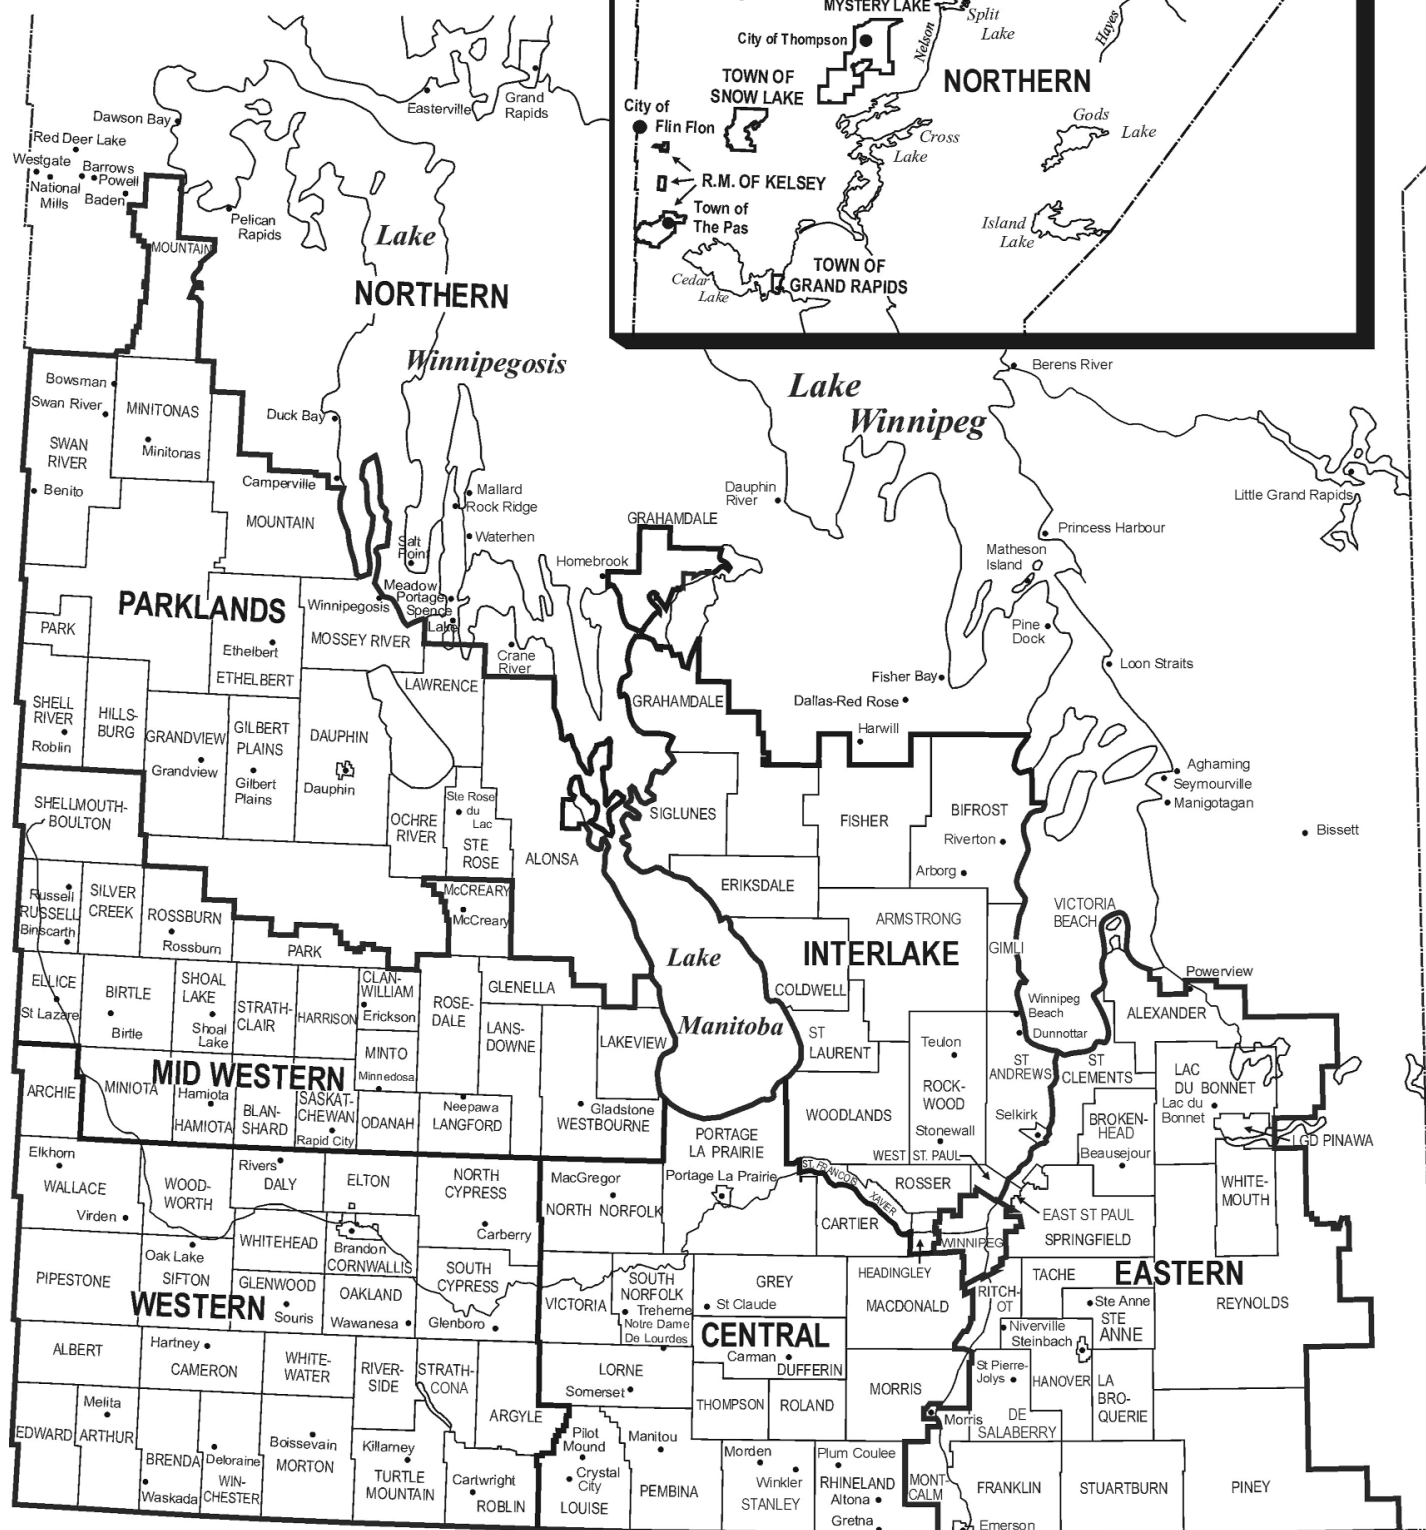 MYSTERY LAKE
Split
Lake
Nelson
Hayes
City of Thompson
NORTHERN
TOWN OF
SNOW LAKE
City of
Flin Flon
Gods
Lake
Cross
Lake
R.M. OF KELSEY
Town of
The Pas
Island
Lake
Cedar
Lake
TOWN OF
GRAND RAPIDS
Easterville
Grand
Rapids
Dawson Bay
Red Deer Lake
Westgate
Barrows
Powell
National
Mills
Baden
Pelican
Rapids
MOUNTAIN
Lake
NORTHERN
Winnipegosis
Lake
Winnipeg
Berens River
Bowsman
Swan River
MINITONAS
Duck Bay
SWAN
RIVER
Minitonas
Benito
Camperville
MOUNTAIN
Mallard
Rock Ridge
Waterhen
Salt
Point
Dauphin
River
GRAHAMDALE
Homebrook
Little Grand Rapids
Princess Harbour
Matheson
Island
Pine
Dock
Loon Straits
PARKLANDS
Winnipegosis
Meadow
Portage
Spence
Lake
PARK
Ethelbert
ETHELBERT
MOSSEY RIVER
Crane
River
LAWRENCE
GRAHAMDALE
Fisher Bay
Dallas-Red Rose
Harwill
SHELL
RIVER
Roblin
HILLS-
BURG
GRANDVIEW
Grandview
GILBERT
PLAINS
Gilbert
Plains
DAUPHIN
Dauphin
Aghaming
Seymourville
Manigotagan
Bissett
SHELLMOUTH-
BOULTON
OCHRE
RIVER
Ste Rose
du
Lac
STE
ROSE
ALONSA
SIGLUNES
FISHER
BIFROST
Riverton
Arborg
ERIKSDALE
McCREARY
McCreary
Russell
RUSSELL
Binscarth
SILVER
CREEK
ROSSBURN
Rossburn
PARK
ARMSTRONG
VICTORIA
BEACH
INTERLAKE
GIMLI
Lake
Manitoba
COLDWELL
Powerview
ELLICE
St Lazare
BIRTLE
Birtle
SHOAL
LAKE
Shoal
Lake
STRATH-
CLAIR
HARRISON
CLAN-
WILLIAM
Erickson
ROSE-
DALE
GLENELLA
LANS-
DOWNE
LAKEVIEW
Winnipeg
Beach
Dunnottar
ALEXANDER
ST
LAURENT
Teulon
ST
ANDREWS
ST
CLEMENTS
LAC
DU BONNET
Lac du
Bonnet
MINTO
Minnedosa
MID WESTERN
ARCHIE
MINIOTA
Hamiota
HAMIOTA
BLAN-
SHARD
SASKAT-
CHEWAN
Rapid City
ODANAH
Neepawa
LANGFORD
Gladstone
WESTBOURNE
WOODLANDS
ROCK-
WOOD
Stonewall
Selkirk
BROKEN-
HEAD
Beausejour
LGD PINAWA
PORTAGE
LA PRAIRIE
Portage La Prairie
WEST ST. PAUL
Elkhorn
WALLACE
Virden
WOOD-
WORTH
Rivers
DALY
ELTON
NORTH
CYPRESS
Carberry
MacGregor
NORTH NORFOLK
ST. FRANCOIS
XAVIER
ROSSER
CARTIER
WHITE-
MOUTH
EAST ST PAUL
SPRINGFIELD
WINNIPEG
HEADINGLEY
Oak Lake
SIFTON
WHITEHEAD
Brandon
CORNWALLIS
PIPESTONE
GLENWOOD
Souris
OAKLAND
Wawanesa
SOUTH
CYPRESS
Glenboro
VICTORIA
SOUTH
NORFOLK
Treherne
Notre Dame
De Lourdes
GREY
St Claude
MACDONALD
RITCH-
OT
TACHE
EASTERN
Ste Anne
STE
ANNE
REYNOLDS
WESTERN
CENTRAL
Carman
DUFFERIN
Niverville
Steinbach
ALBERT
Hartney
CAMERON
WHITE-
WATER
RIVER-
SIDE
STRATH-
CONA
ARGYLE
LORNE
Somerset
THOMPSON
ROLAND
MORRIS
Morris
St Pierre-
Jolys
HANOVER
LA
BRO-
QUERIE
DE
SALABERRY
EDWARD
Melita
ARTHUR
BRENDA
Waskada
Deloraine
WIN-
CHESTER
Boissevain
MORTON
Killarney
TURTLE
MOUNTAIN
Cartwright
ROBLIN
Pilot
Mound
Crystal
City
LOUISE
Manitou
PEMBINA
Morden
Winkler
STANLEY
Plum Coulee
RHINELAND
Altona
Gretna
MONT-
CALM
FRANKLIN
Emerson
STUARTBURN
PINEY